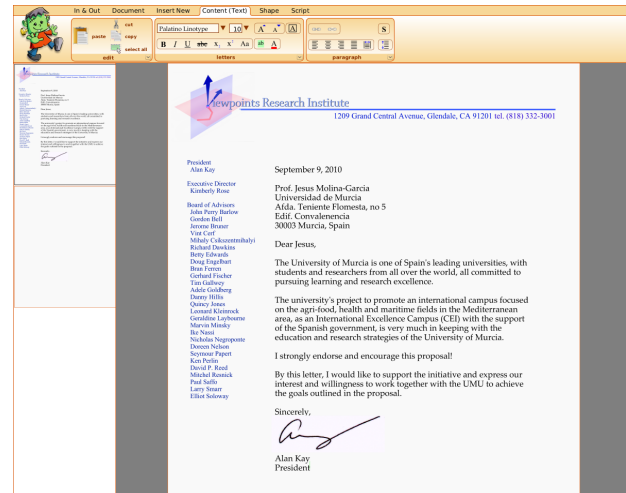 In & Out Document Insert New Content (Text) Shape Script
cut
paste copy
select all
edit
Palatino Linotype 10 A A A
B I U abc X, X' Aa ab A
letters
S
paragraph
Viewpoints Research Institute
1209 Grand Central Avenue, Glendale, CA 91201 tel. (818) 332-3001
President
Alan Kay
Executive Director
Kimberly Rose
Board of Advisors
John Perry Barlow
Gordon Bell
Jerome Bruner
Vint Cerf
Mihaly Csikszentmihalyi
Richard Dawkins
Betty Edwards
Doug Engelbart
Bran Ferren
Gerhard Fischer
Tim Gallwey
Adele Goldberg
Danny Hillis
Quincy Jones
Leonard Kleinrock
Geraldine Laybourne
Marvin Minsky
Ike Nassi
Nicholas Negroponte
Doreen Nelson
Seymour Papert
Ken Perlin
David P. Reed
Mitchel Resnick
Paul Saffo
Larry Smarr
Elliot Soloway
September 9, 2010
Prof. Jesus Molina-Garcia
Universidad de Murcia
Afda. Teniente Flomesta, no 5
Edif. Convalenencia
30003 Murcia, Spain
Dear Jesus,
The University of Murcia is one of Spain's leading universities, with
students and researchers from all over the world, all committed to
pursuing learning and research excellence.
The university's project to promote an international campus focused
on the agri-food, health and maritime fields in the Mediterranean
area, as an International Excellence Campus (CEI) with the support
of the Spanish government, is very much in keeping with the
education and research strategies of the University of Murcia.
I strongly endorse and encourage this proposal!
By this letter, I would like to support the initiative and express our
interest and willingness to work together with the UMU to achieve
the goals outlined in the proposal.
Sincerely,
Alan Kay
President